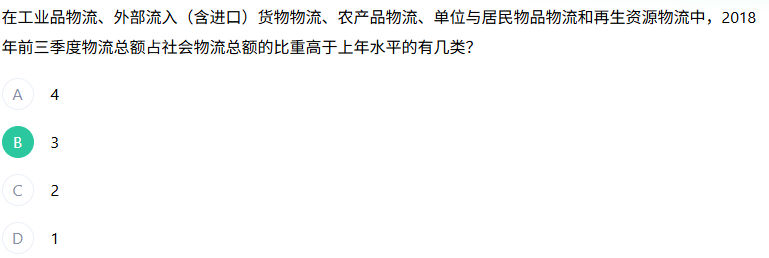 在工业品物流、外部流入（含进口）货物物流、农产品物流、单位与居民物品物流和再生资源物流中，2018
年前三季度物流总额占社会物流总额的比重高于上年水平的有几类？
A 4
B 3
C 2
D 1